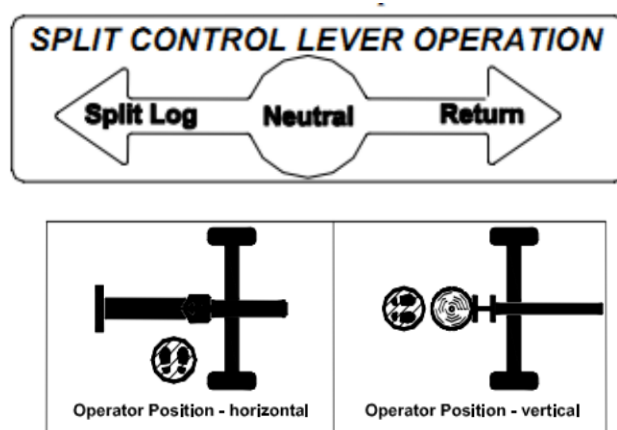 SPLIT CONTROL LEVER OPERATION
Split Log Neutral Return
Operator Position - horizontal Operator Position - vertical